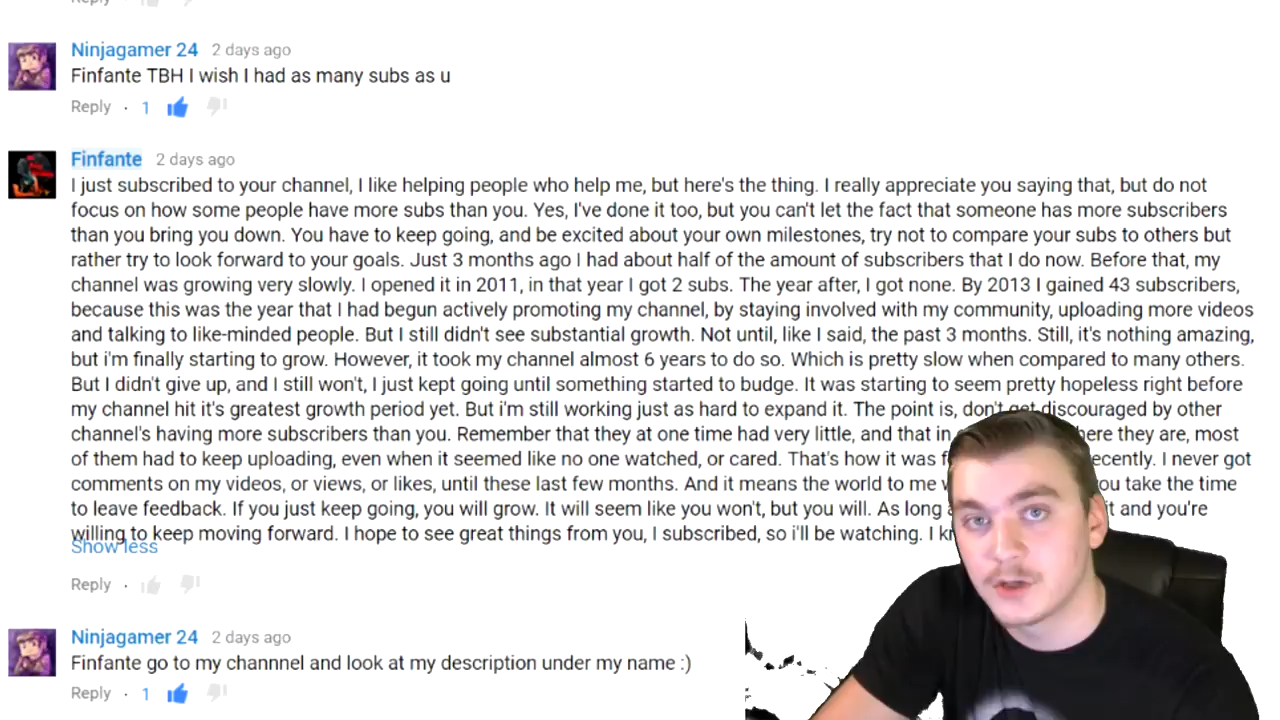 Reply
Ninjagamer 24 2 days ago
Finfante TBH I wish I had as many subs as u
Reply · 1
Finfante 2 days ago
I just subscribed to your channel, I like helping people who help me, but here's the thing. I really appreciate you saying that, but do not
focus on how some people have more subs than you. Yes, I've done it too, but you can't let the fact that someone has more subscribers
than you bring you down. You have to keep going, and be excited about your own milestones, try not to compare your subs to others but
rather try to look forward to your goals. Just 3 months ago I had about half of the amount of subscribers that I do now. Before that, my
channel was growing very slowly. I opened it in 2011, in that year I got 2 subs. The year after, I got none. By 2013 I gained 43 subscribers,
because this was the year that I had begun actively promoting my channel, by staying involved with my community, uploading more videos
and talking to like-minded people. But I still didn't see substantial growth. Not until, like I said, the past 3 months. Still, it's nothing amazing,
but i'm finally starting to grow. However, it took my channel almost 6 years to do so. Which is pretty slow when compared to many others.
But I didn't give up, and I still won't, I just kept going until something started to budge. It was starting to seem pretty hopeless right before
my channel hit it's greatest growth period yet. But i'm still working just as hard to expand it. The point is, don't get discouraged by other
channel's having more subscribers than you. Remember that they at one time had very little, and that in here they are, most
of them had to keep uploading, even when it seemed like no one watched, or cared. That's how it was recently. I never got
comments on my videos, or views, or likes, until these last few months. And it means the world to me you take the time
to leave feedback. If you just keep going, you will grow. It will seem like you won't, but you will. As long it and you're
willing to keep moving forward. I hope to see great things from you, I subscribed, so i'll be watching. I
Show less
Reply ·
Ninjagamer 24 2 days ago
Finfante go to my channnel and look at my description under my name :)
Reply · 1